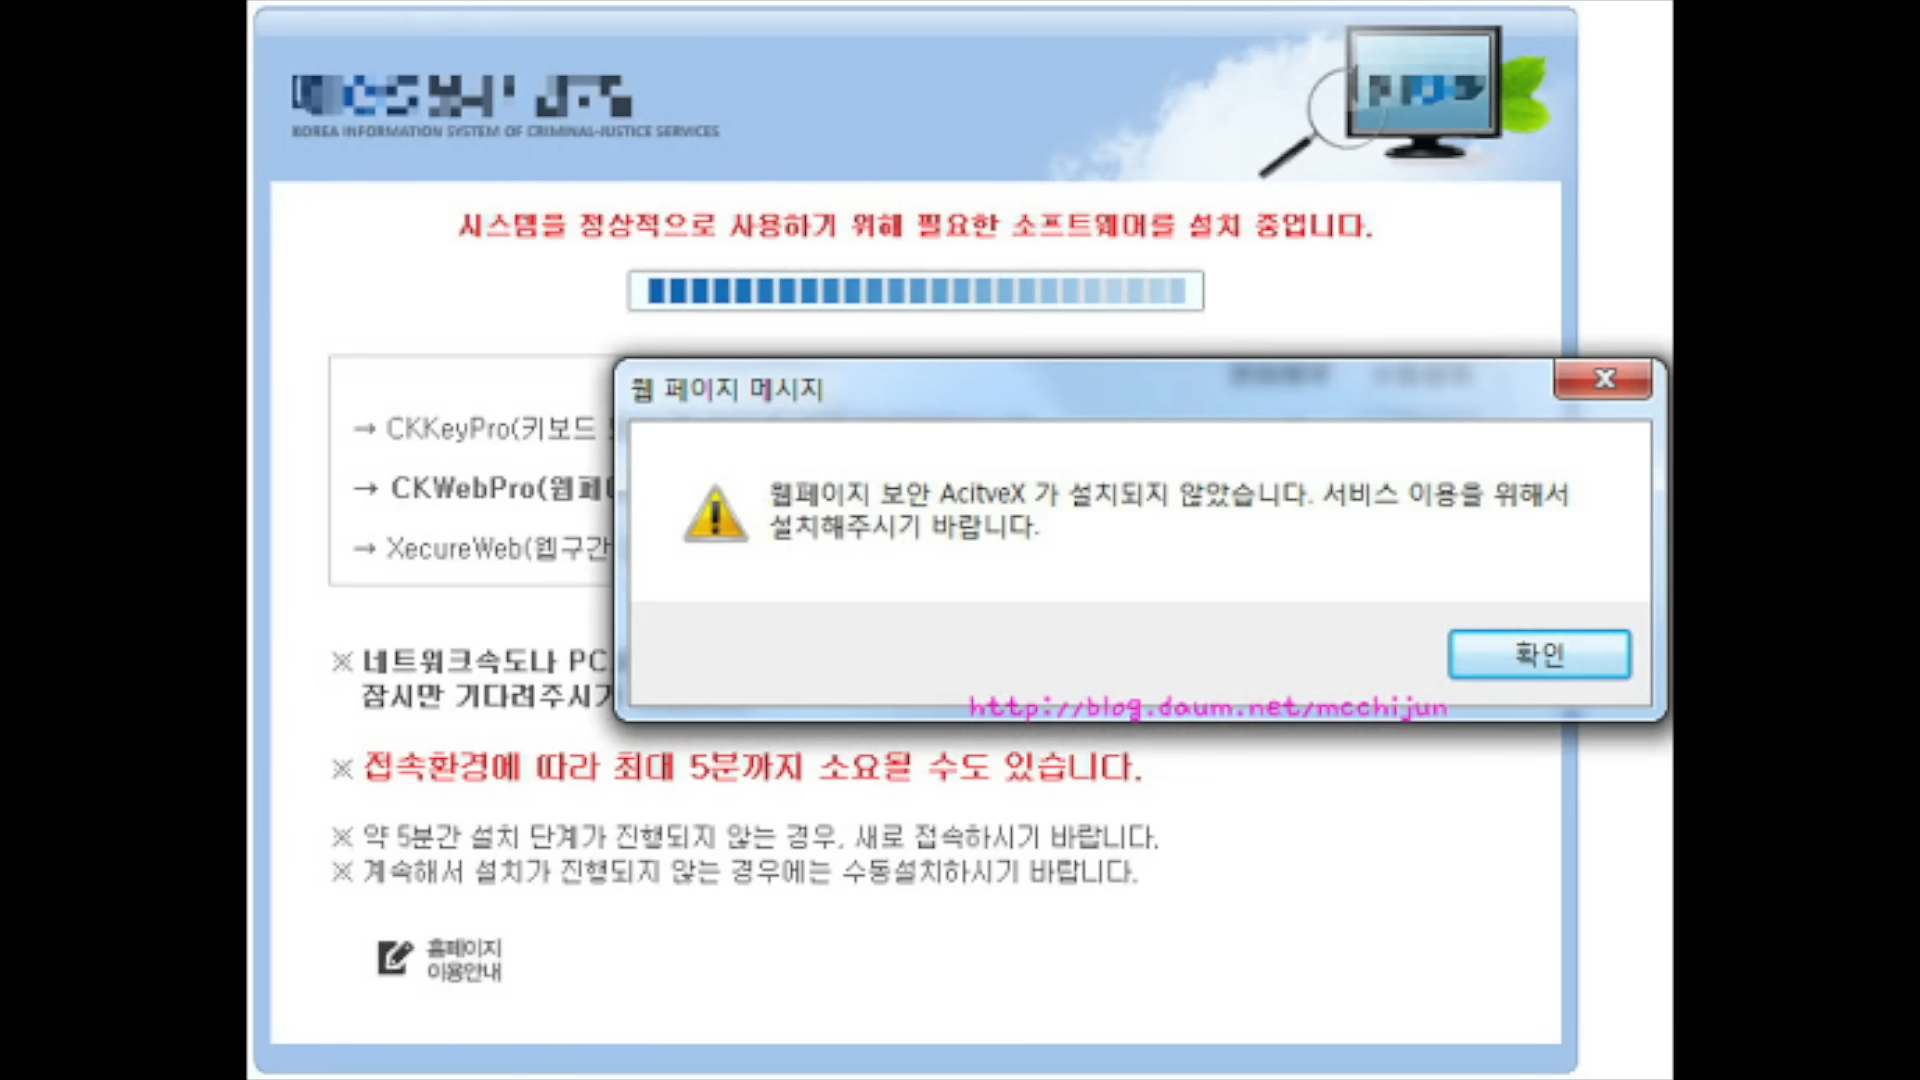 KOREA INFORMATION SYSTEM OF CRIMINAL-JUSTICE SERVICES
시스템을 정상적으로 사용하기 위해 필요한 소프트웨어를 설치 중입니다.
웹 페이지 메시지
→ CKKeyPro(키보드
→ CKWebPro(웹페이
→ XecureWeb(웹구간
웹페이지 보안 AcitveX 가 설치되지 않았습니다. 서비스 이용을 위해서
설치해주시기 바랍니다.
확인
http://blog.daum.net/mcchijun
※ 네트워크속도나 PC
잠시만 기다려주시기
※ 접속환경에 따라 최대 5분까지 소요될 수도 있습니다.
※ 약 5분간 설치 단계가 진행되지 않는 경우, 새로 접속하시기 바랍니다.
※ 계속해서 설치가 진행되지 않는 경우에는 수동설치하시기 바랍니다.
홈페이지
이용안내